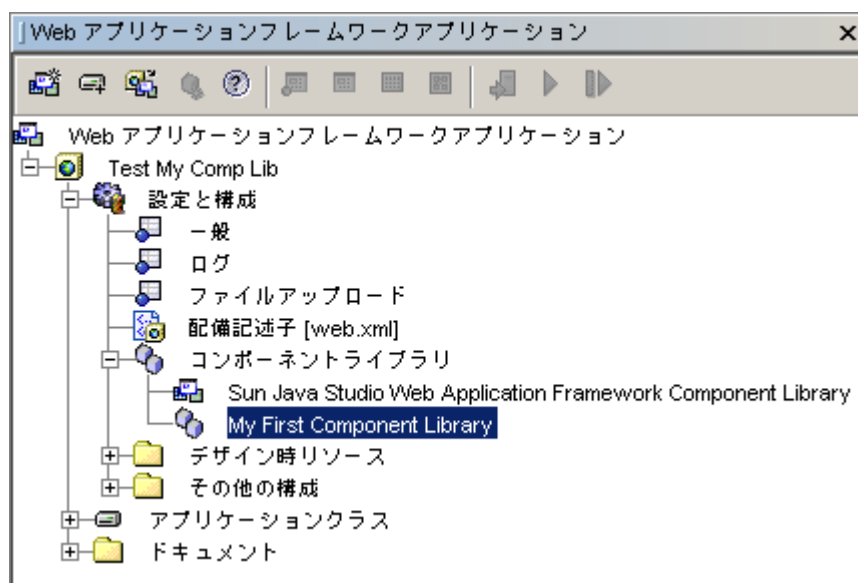 Web アプリケーションフレームワークアプリケーション
Web アプリケーションフレームワークアプリケーション
Test My Comp Lib
設定と構成
一般
ログ
ファイルアップロード
配備記述子 [web.xml]
コンポーネントライブラリ
Sun Java Studio Web Application Framework Component Library
My First Component Library
デザイン時リソース
その他の構成
アプリケーションクラス
ドキュメント